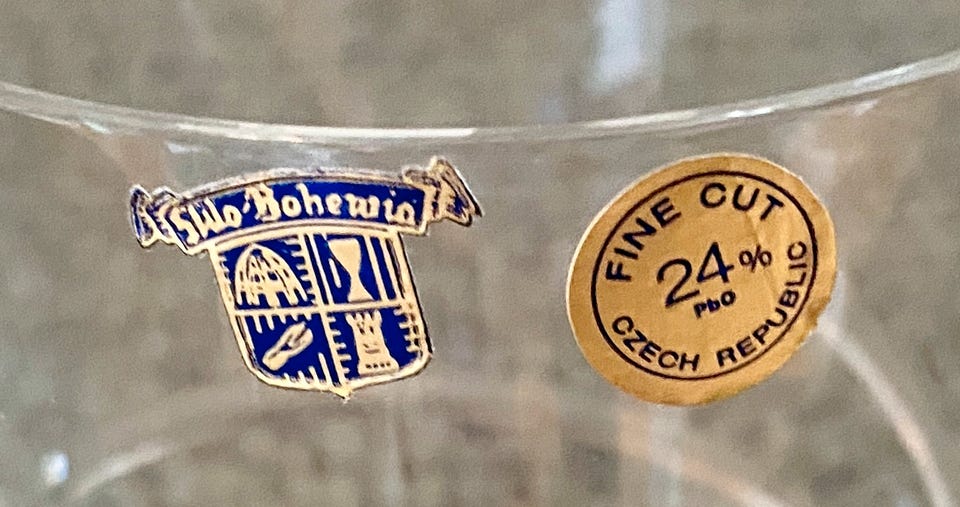 Sklo Bohemia
FINE CUT
24%
PbO
CZECH REPUBLIC